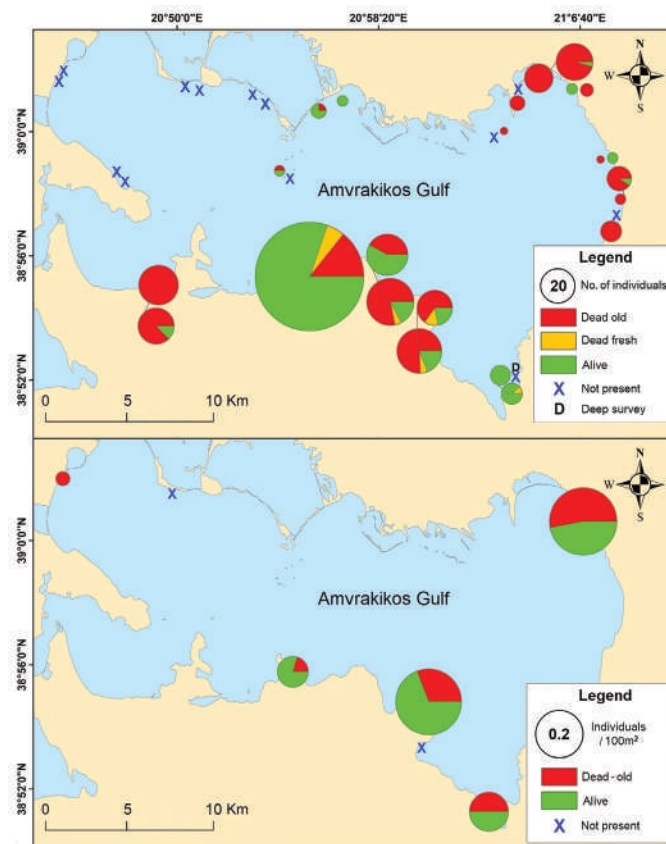 20°50'0"E 20°58'20"E 21°6'40"E
N
W E
S
39°0'0"N
Amvrakikos Gulf
38°56'0"N
38°52'0"N
X X X X X X X X X X X X X X
D
0 5 10 Km
Legend
20 No. of individuals
Dead old
Dead fresh
Alive
X Not present
D Deep survey
N
W E
S
39°0'0"N
Amvrakikos Gulf
38°56'0"N
38°52'0"N
X X
0 5 10 Km
Legend
0.2 Individuals
/ 100m²
Dead-old
Alive
X Not present